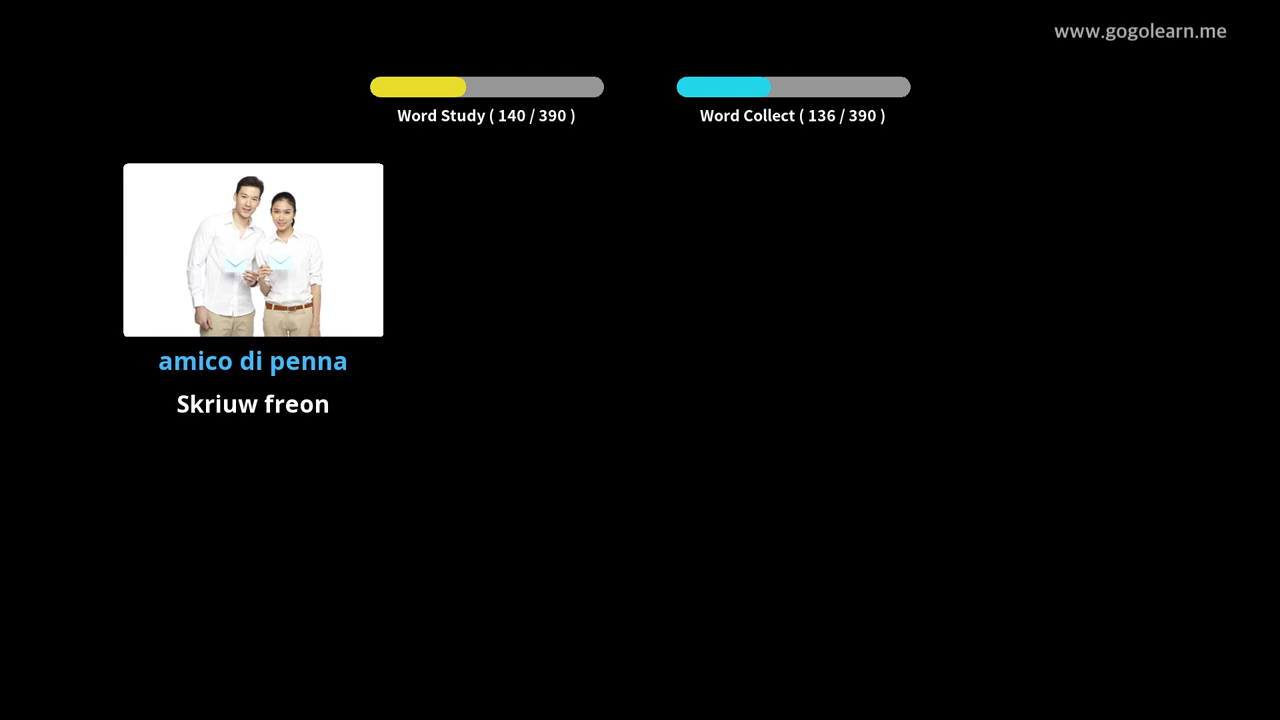 www.gogolearn.me
Word Study ( 140 / 390 )
Word Collect ( 136 / 390 )
amico di penna
Skriuw freon